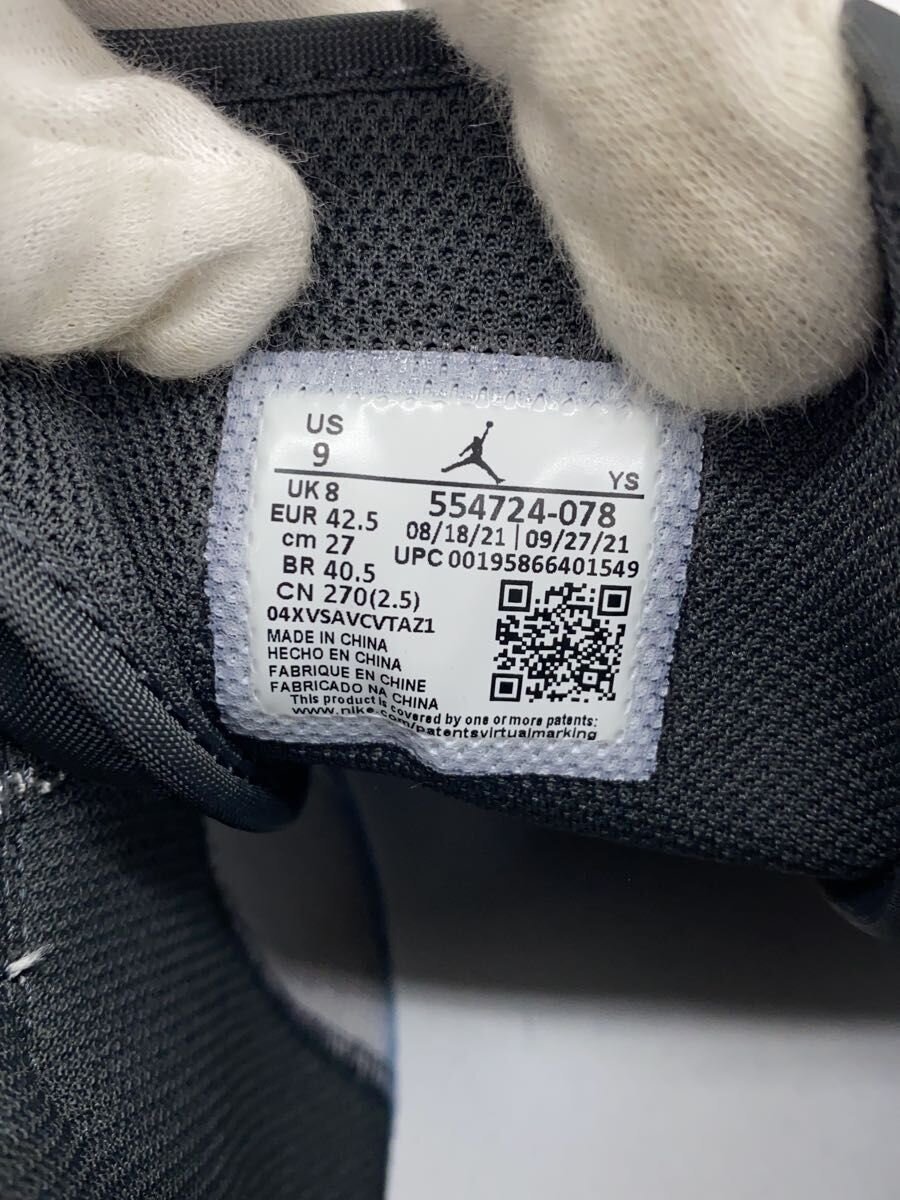 US
9
YS
UK 8
EUR 42.5
cm 27
BR 40.5
CN 270(2.5)
554724-078
08/18/21 | 09/27/21
UPC 00195866401549
04XVSAVCVTAZ1
MADE IN CHINA
HECHO EN CHINA
FABRIQUE EN CHINE
FABRICADO NA CHINA
This product is covered by one or more patents:
www.nike.com/patentsvirtualmarking